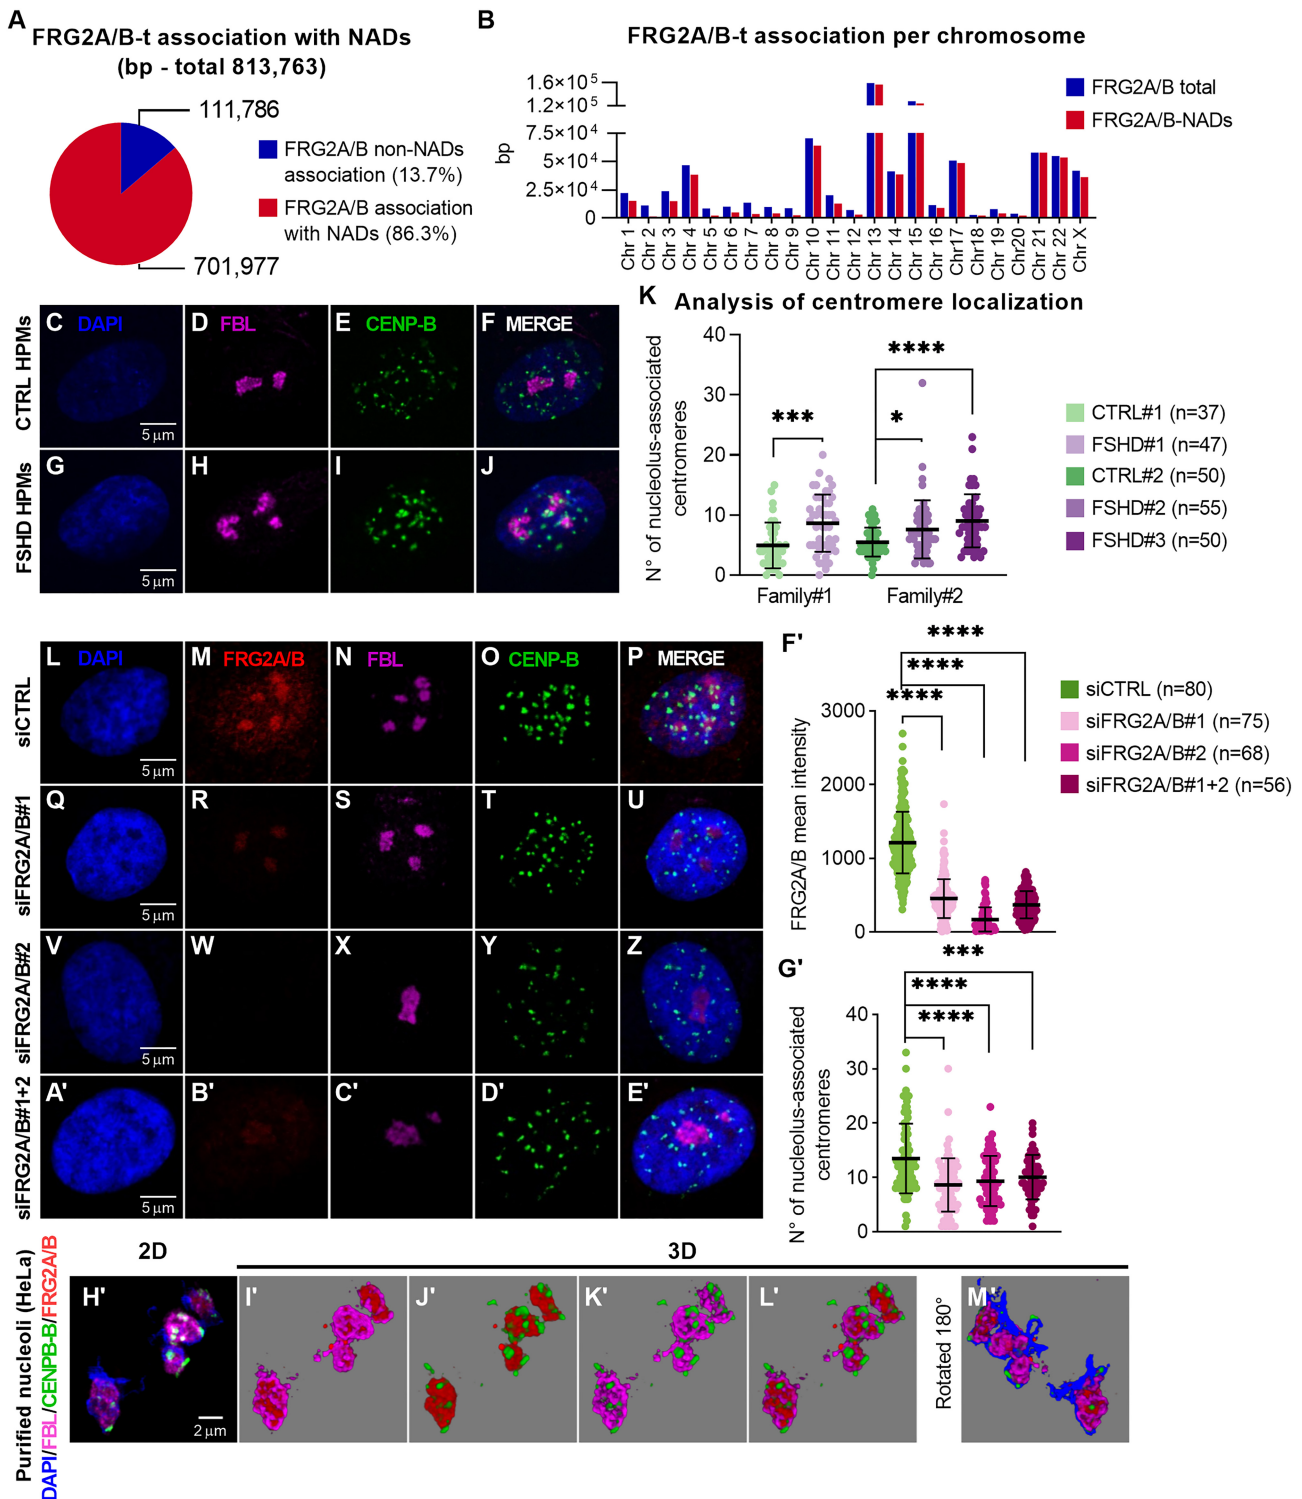 A
FRG2A/B-t association with NADs
(bp - total 813,763)
111,786
FRG2A/B non-NADs
association (13.7%)
FRG2A/B association
with NADs (86.3%)
701,977
B
FRG2A/B-t association per chromosome
1.6×10⁵
1.2×10⁵
7.5×10⁴
5×10⁴
2.5×10⁴
0
bp
FRG2A/B total
FRG2A/B-NADs
Chr 1
Chr 2
Chr 3
Chr 4
Chr 5
Chr 6
Chr 7
Chr 8
Chr 9
Chr 10
Chr 11
Chr 12
Chr 13
Chr 14
Chr 15
Chr 16
Chr17
Chr18
Chr 19
Chr20
Chr 21
Chr 22
Chr X
CTRL HPMs
C DAPI
5 µm
D FBL
E CENP-B
F MERGE
FSHD HPMs
G
5 µm
H
I
J
K Analysis of centromere localization
N° of nucleolus-associated
centromeres
40
30
20
10
0
***
****
*
Family#1
Family#2
CTRL#1 (n=37)
FSHD#1 (n=47)
CTRL#2 (n=50)
FSHD#2 (n=55)
FSHD#3 (n=50)
siCTRL
L DAPI
5 µm
M FRG2A/B
N FBL
O CENP-B
P MERGE
siFRG2A/B#1
Q
5 µm
R
S
T
U
siFRG2A/B#2
V
5 µm
W
X
Y
Z
siFRG2A/B#1+2
A'
5 µm
B'
C'
D'
E'
F'
****
****
****
FRG2A/B mean intensity
3000
2000
1000
0
siCTRL (n=80)
siFRG2A/B#1 (n=75)
siFRG2A/B#2 (n=68)
siFRG2A/B#1+2 (n=56)
G'
***
****
****
N° of nucleolus-associated
centromeres
40
30
20
10
0
Purified nucleoli (HeLa)
DAPI/FBL/CENPB-B/FRG2A/B
2D
3D
H'
2 µm
I'
J'
K'
L'
Rotated 180°
M'